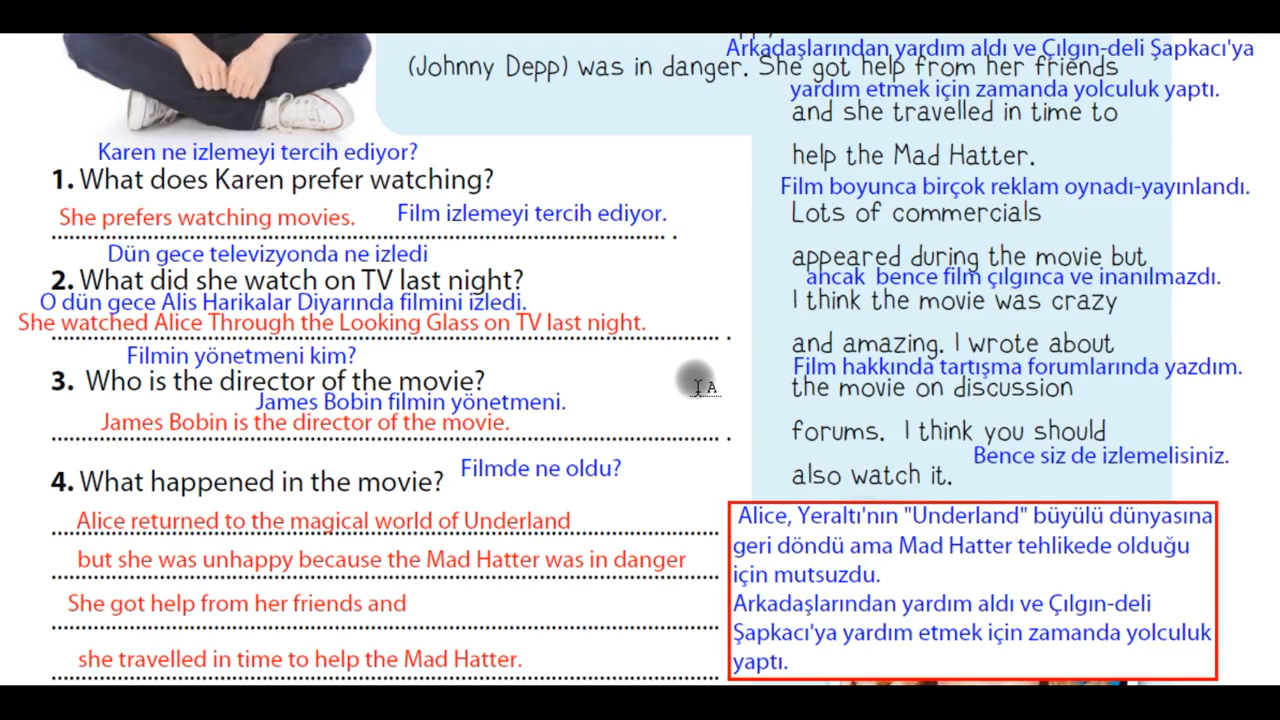 Karen ne izlemeyi tercih ediyor?
1. What does Karen prefer watching?
She prefers watching movies. Film izlemeyi tercih ediyor.
Dün gece televizyonda ne izledi
2. What did she watch on TV last night?
O dün gece Alis Harikalar Diyarında filmini izledi.
She watched Alice Through the Looking Glass on TV last night.
Filmin yönetmeni kim?
3. Who is the director of the movie?
James Bobin filmin yönetmeni.
James Bobin is the director of the movie.
4. What happened in the movie? Filmde ne oldu?
Alice returned to the magical world of Underland
but she was unhappy because the Mad Hatter was in danger
She got help from her friends and
she travelled in time to help the Mad Hatter.
Arkadaşlarından yardım aldı ve Çılgın-deli Şapkacı'ya
(Johnny Depp) was in danger. She got help from her friends
yardım etmek için zamanda yolculuk yaptı.
and she travelled in time to
help the Mad Hatter.
Film boyunca birçok reklam oynadı-yayınlandı.
Lots of commercials
appeared during the movie but
ancak bence film çılgınca ve inanılmazdı.
I think the movie was crazy
and amazing. I wrote about
Film hakkında tartışma forumlarında yazdım.
the movie on discussion
forums. I think you should
Bence siz de izlemelisiniz.
also watch it.
Alice, Yeraltı'nın "Underland" büyülü dünyasına
geri döndü ama Mad Hatter tehlikede olduğu
için mutsuzdu.
Arkadaşlarından yardım aldı ve Çılgın-deli
Şapkacı'ya yardım etmek için zamanda yolculuk
yaptı.